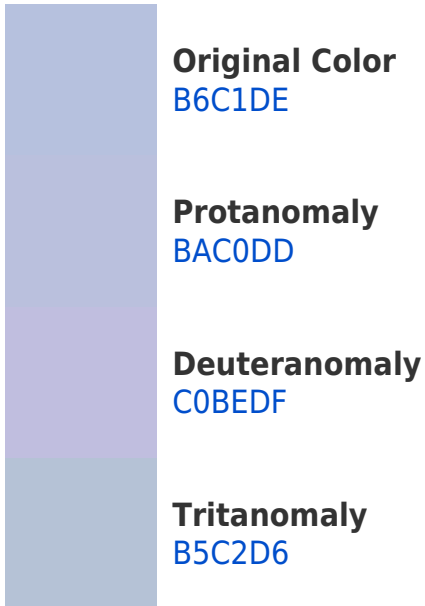 Original Color
B6C1DE
Protanomaly
BAC0DD
Deuteranomaly
C0BEDF
Tritanomaly
B5C2D6